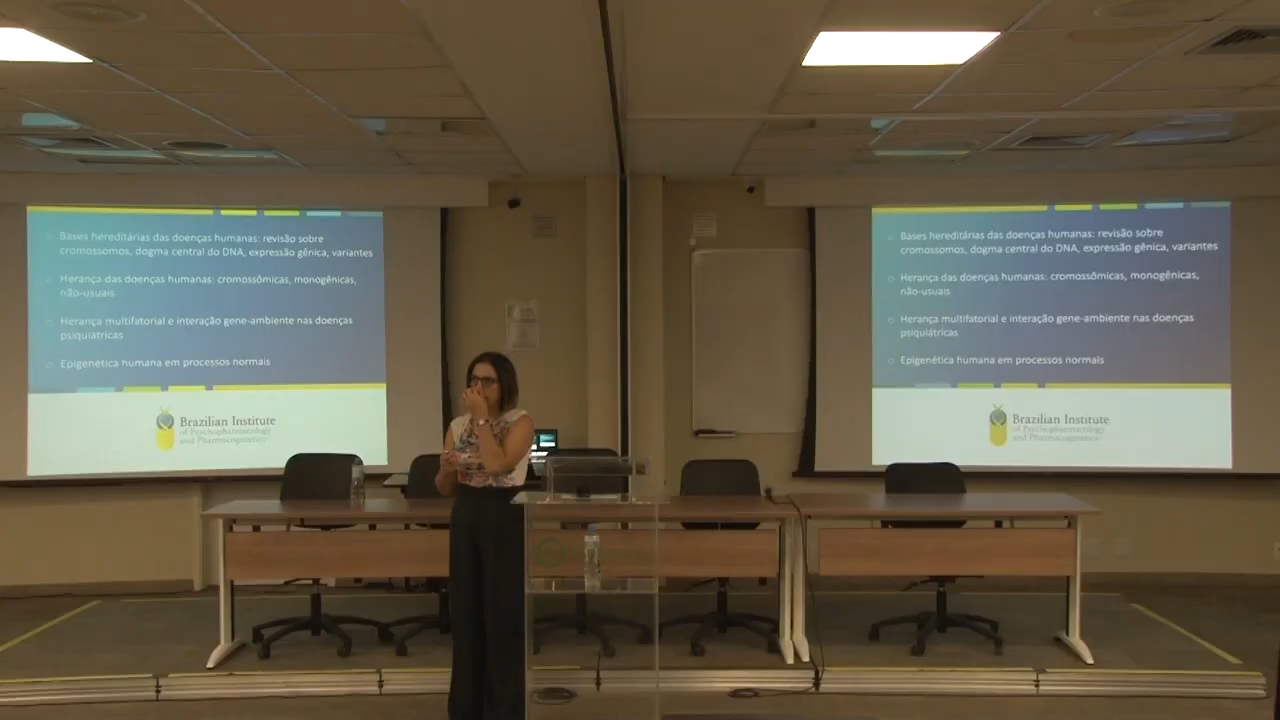 Bases hereditárias das doenças humanas: revisão sobre
cromossomos, dogma central do DNA, expressão gênica, variantes
Herança das doenças humanas: cromossômicas, monogênicas,
não-usuais
Herança multifatorial e interação gene-ambiente nas doenças
psiquiátricas
Epigenética humana em processos normais
Brazilian Institute
of Psychopharmacology
and Pharmacogenetics
Bases hereditárias das doenças humanas: revisão sobre
cromossomos, dogma central do DNA, expressão gênica, variantes
Herança das doenças humanas: cromossômicas, monogênicas,
não-usuais
Herança multifatorial e interação gene-ambiente nas doenças
psiquiátricas
Epigenética humana em processos normais
Brazilian Institute
of Psychopharmacology
and Pharmacogenetics